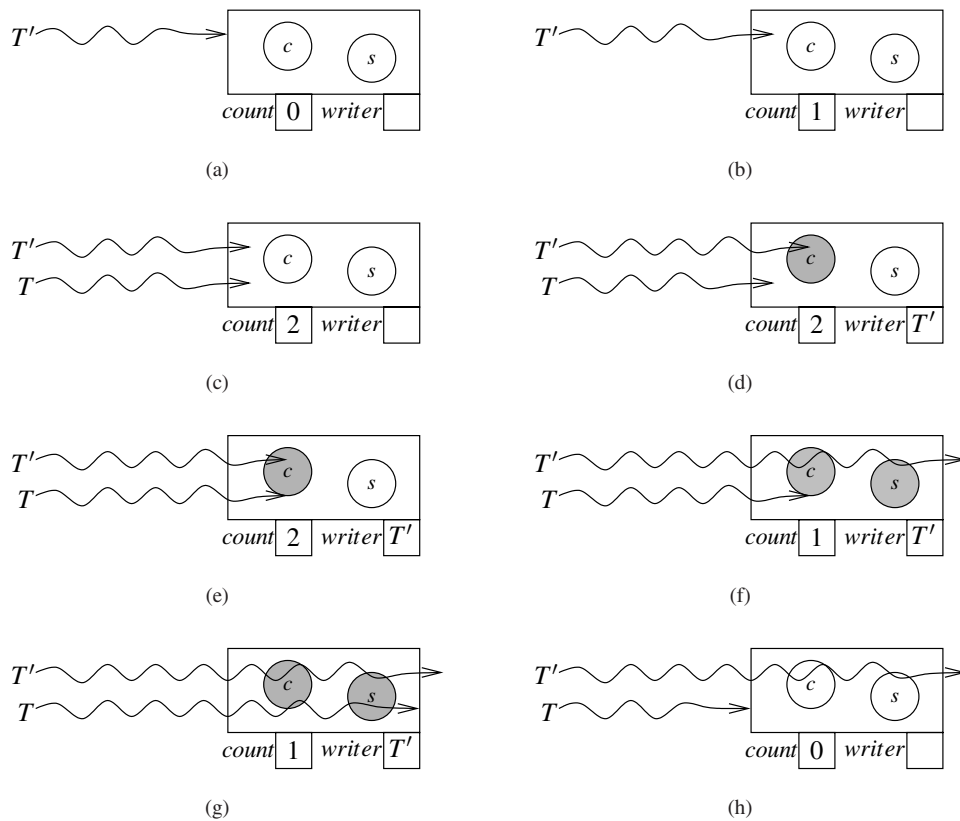 T′ c s T′ c s
count 0 writer count 1 writer
(a) (b)
T′ c s T′ c s
T T
count 2 writer count 2 writer T′
(c) (d)
T′ c s T′ c s
T T
count 2 writer T′ count 1 writer T′
(e) (f)
T′ c s T′ c s
T T
count 1 writer T′ count 0 writer
(g) (h)